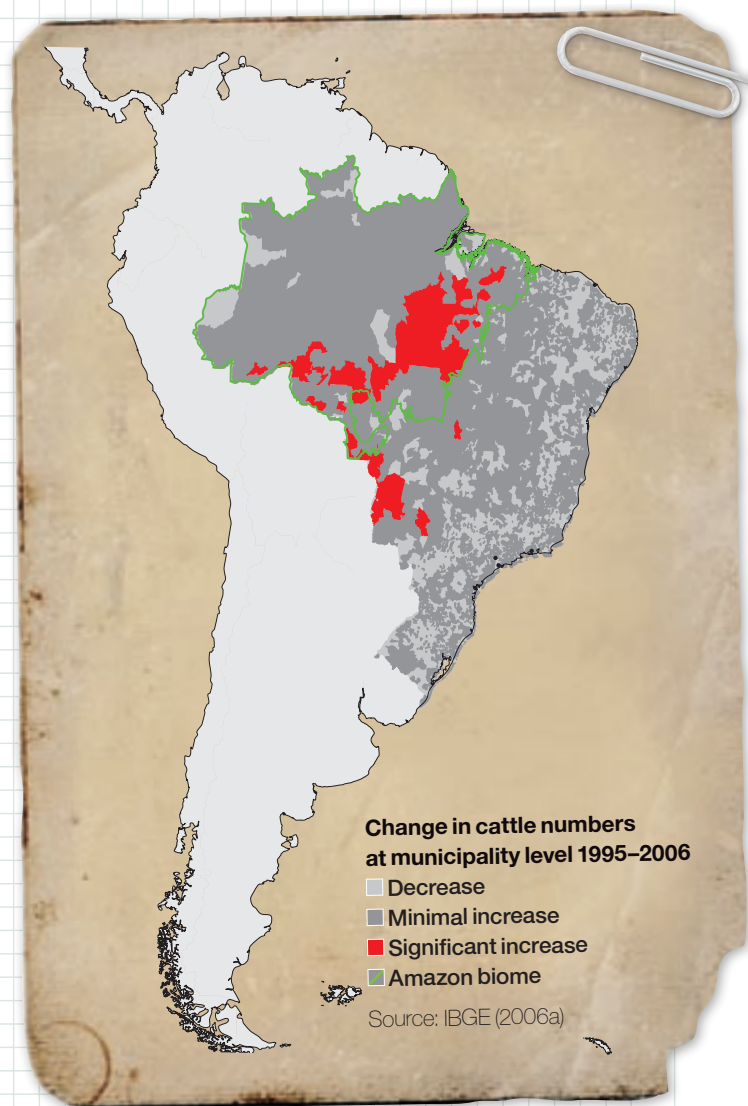 Change in cattle numbers
at municipality level 1995–2006
Decrease
Minimal increase
Significant increase
Amazon biome
Source: IBGE (2006a)